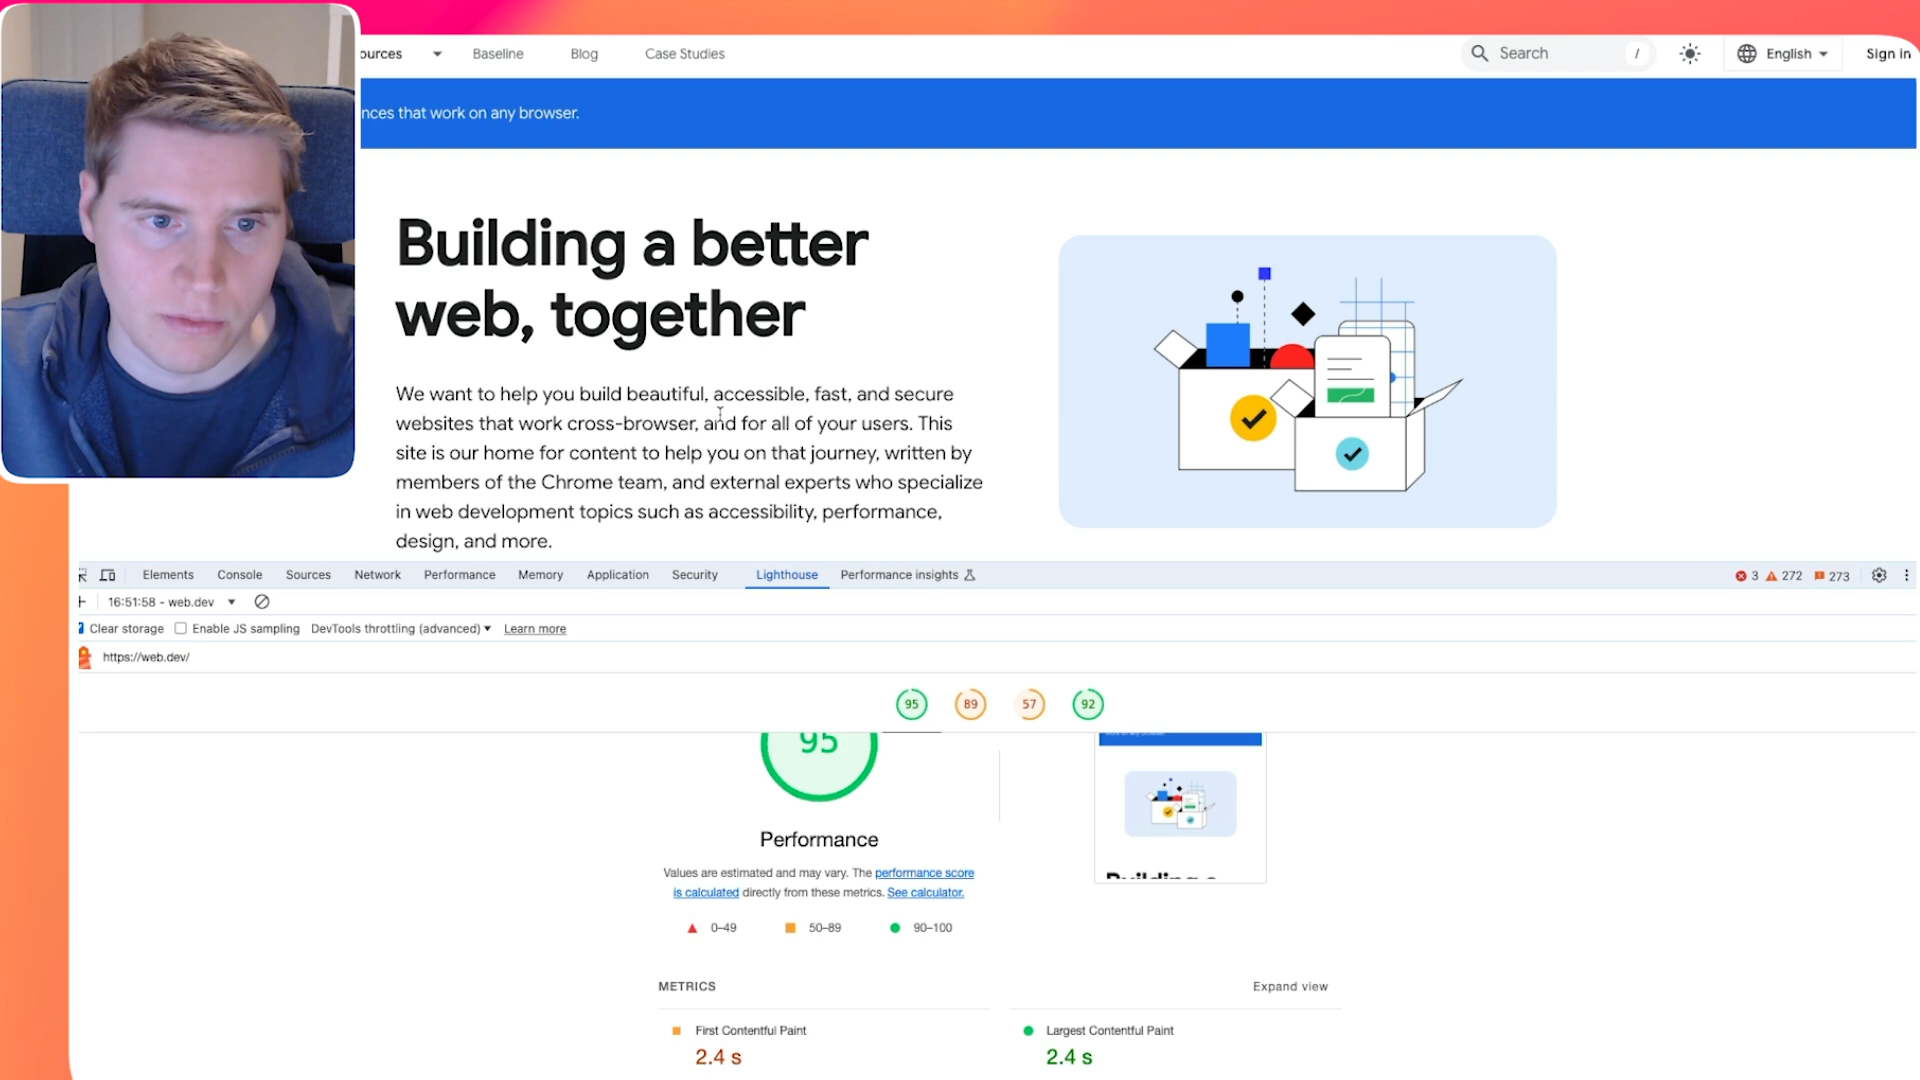 ources Baseline Blog Case Studies Search / English Sign in
nces that work on any browser.
Building a better
web, together
We want to help you build beautiful, accessible, fast, and secure
websites that work cross-browser, and for all of your users. This
site is our home for content to help you on that journey, written by
members of the Chrome team, and external experts who specialize
in web development topics such as accessibility, performance,
design, and more.
Elements Console Sources Network Performance Memory Application Security Lighthouse Performance insights 3 272 273
16:51:58 - web.dev
Clear storage Enable JS sampling DevTools throttling (advanced) Learn more
https://web.dev/
95 89 57 92
95
Performance
Values are estimated and may vary. The performance score
is calculated directly from these metrics. See calculator.
0–49 50–89 90–100
METRICS Expand view
First Contentful Paint Largest Contentful Paint
2.4 s 2.4 s